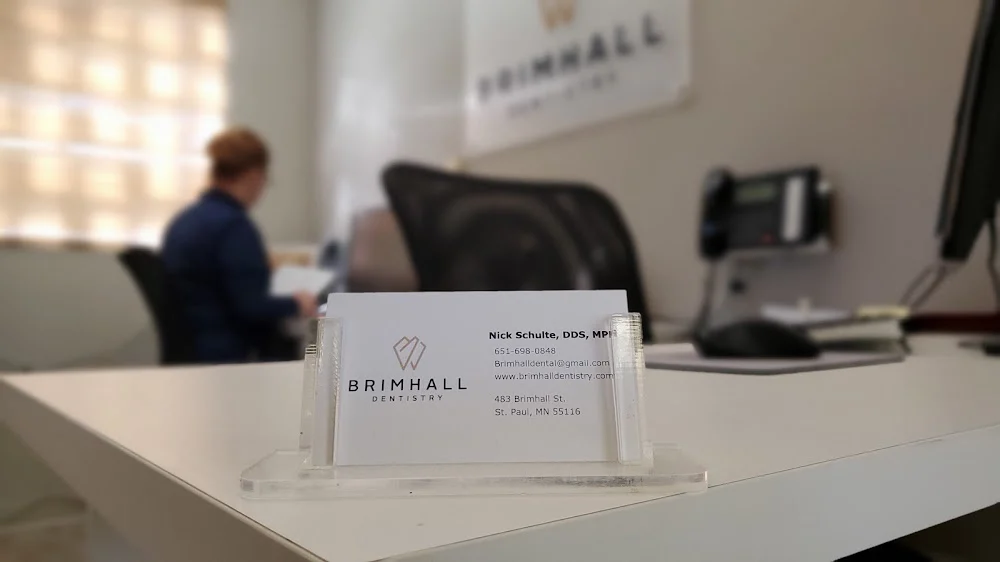 BRIMHALL
DENTISTRY
BRIMHALL
DENTISTRY
Nick Schulte, DDS,
651-698-0848
Brimhalldental@gmail.com
www.brimhalldentistry.com
483 Brimhall St.
St. Paul, MN 55116